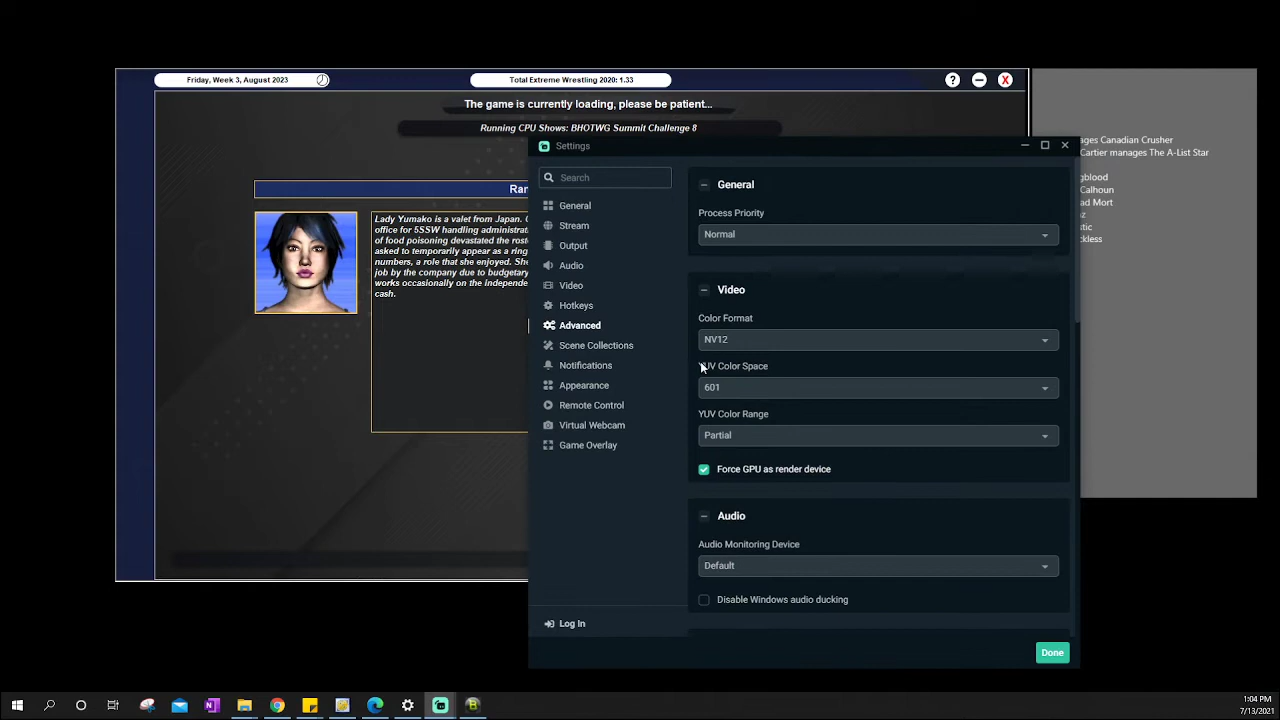 Friday, Week 3, August 2023
Total Extreme Wrestling 2020: 1.33
?
X
The game is currently loading, please be patient...
Running CPU Shows: BHOTWG Summit Challenge 8
Ran
Lady Yumako is a valet from Japan.
office for 5SSW handling administra
of food poisoning devastated the rost
asked to temporarily appear as a ring
numbers, a role that she enjoyed. She
job by the company due to budgetary
works occasionally on the independe
cash.
ages Canadian Crusher
Cartier manages The A-List Star
ngblood
Calhoun
ad Mort
nz
stic
ckless
Settings
Search
General
Stream
Output
Audio
Video
Hotkeys
Advanced
Scene Collections
Notifications
Appearance
Remote Control
Virtual Webcam
Game Overlay
Log In
General
Process Priority
Normal
Video
Color Format
NV12
YUV Color Space
601
YUV Color Range
Partial
Force GPU as render device
Audio
Audio Monitoring Device
Default
Disable Windows audio ducking
Done
1:04 PM
7/13/2021